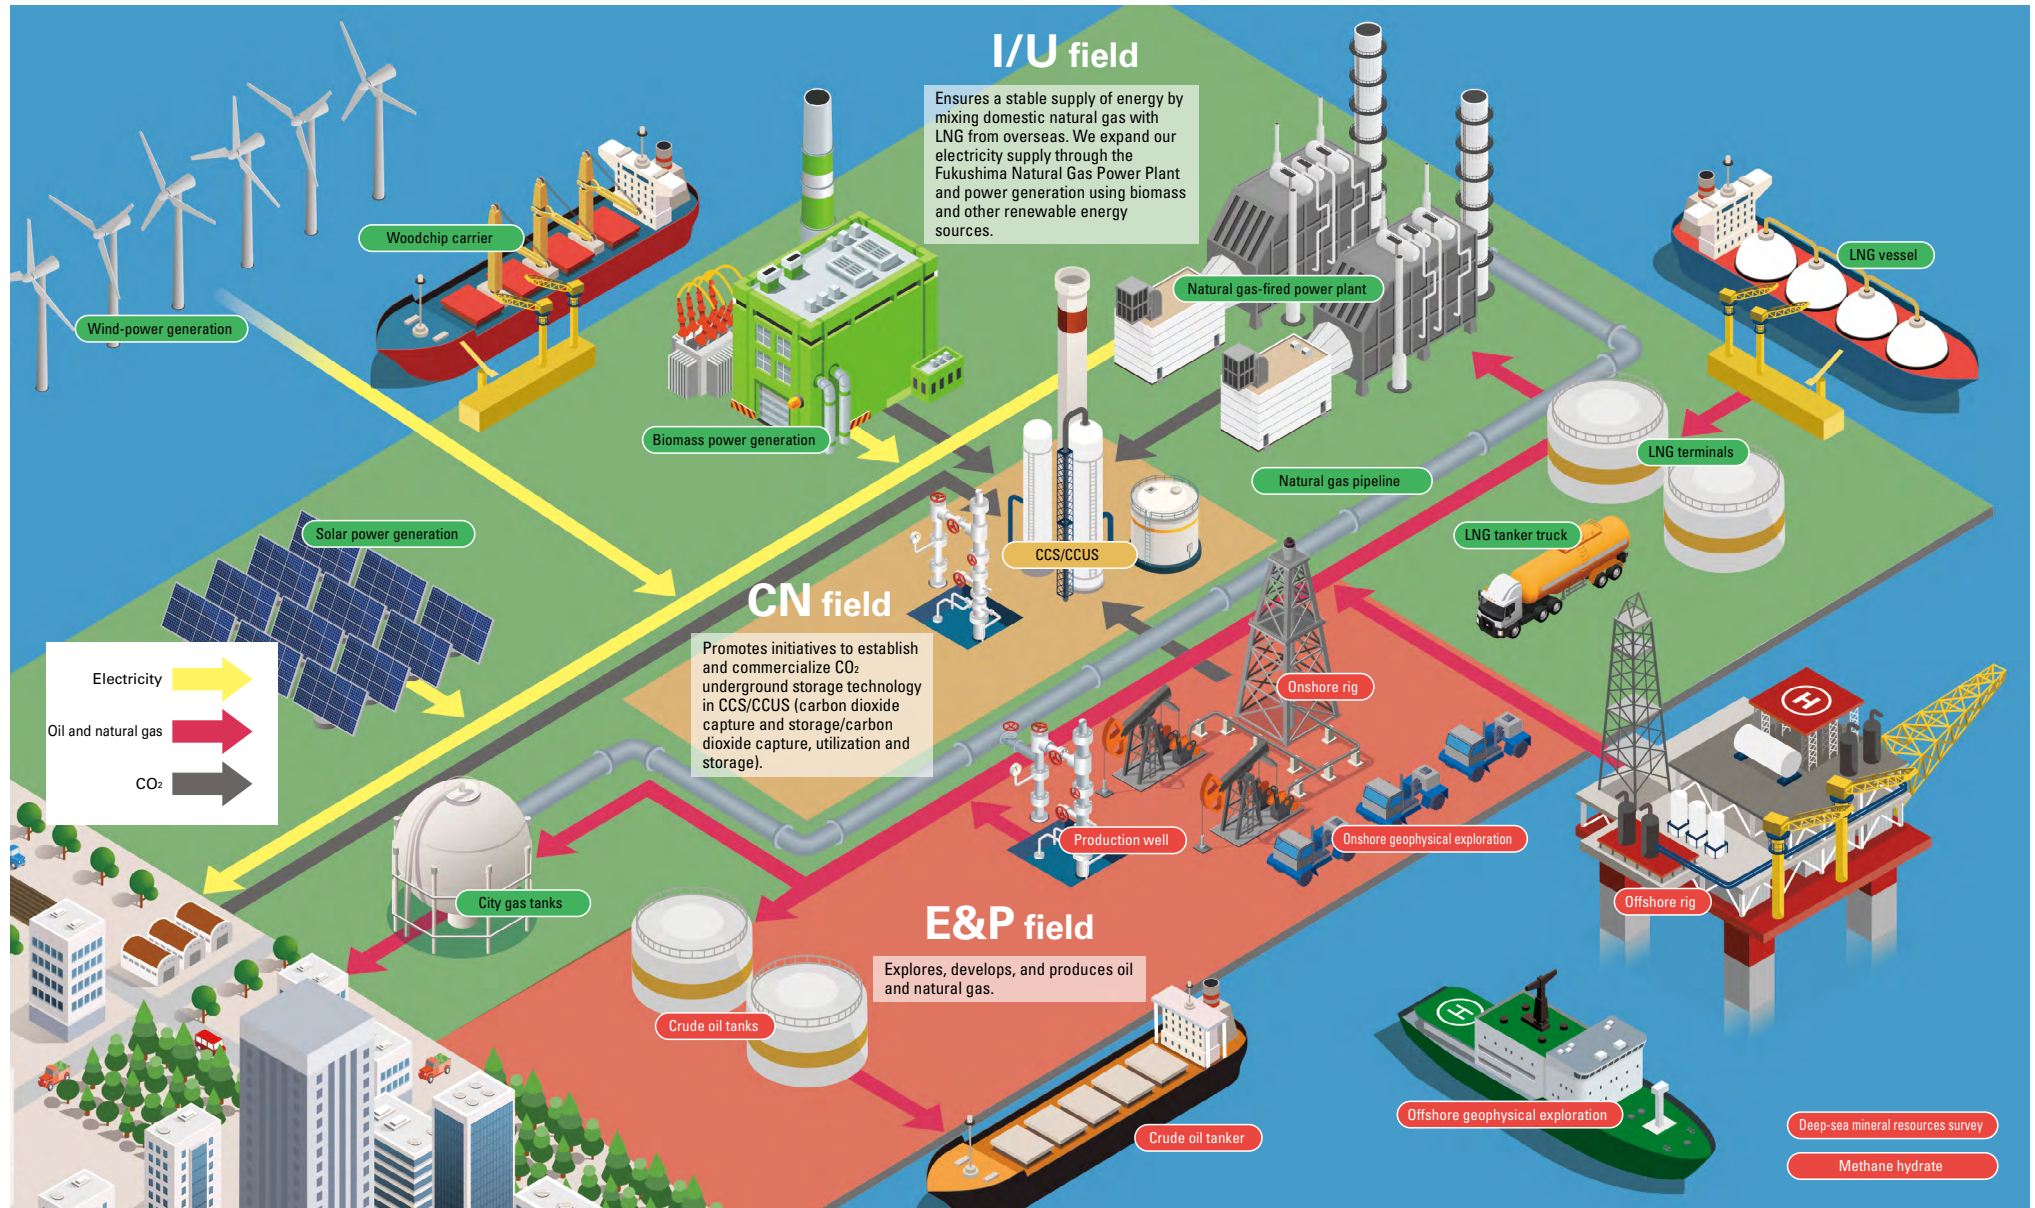 I/U field
Ensures a stable supply of energy by
mixing domestic natural gas with
LNG from overseas. We expand our
electricity supply through the
Fukushima Natural Gas Power Plant
and power generation using biomass
and other renewable energy
sources.
Woodchip carrier
LNG vessel
Natural gas-fired power plant
Wind-power generation
Biomass power generation
LNG terminals
Natural gas pipeline
Solar power generation
LNG tanker truck
CCS/CCUS
CN field
Promotes initiatives to establish
and commercialize CO2
underground storage technology
in CCS/CCUS (carbon dioxide
capture and storage/carbon
dioxide capture, utilization and
storage).
Electricity
Oil and natural gas
CO2
Onshore rig
H
Production well
Onshore geophysical exploration
City gas tanks
Offshore rig
E&P field
Explores, develops, and produces oil
and natural gas.
H
Crude oil tanks
Offshore geophysical exploration
Crude oil tanker
Deep-sea mineral resources survey
Methane hydrate